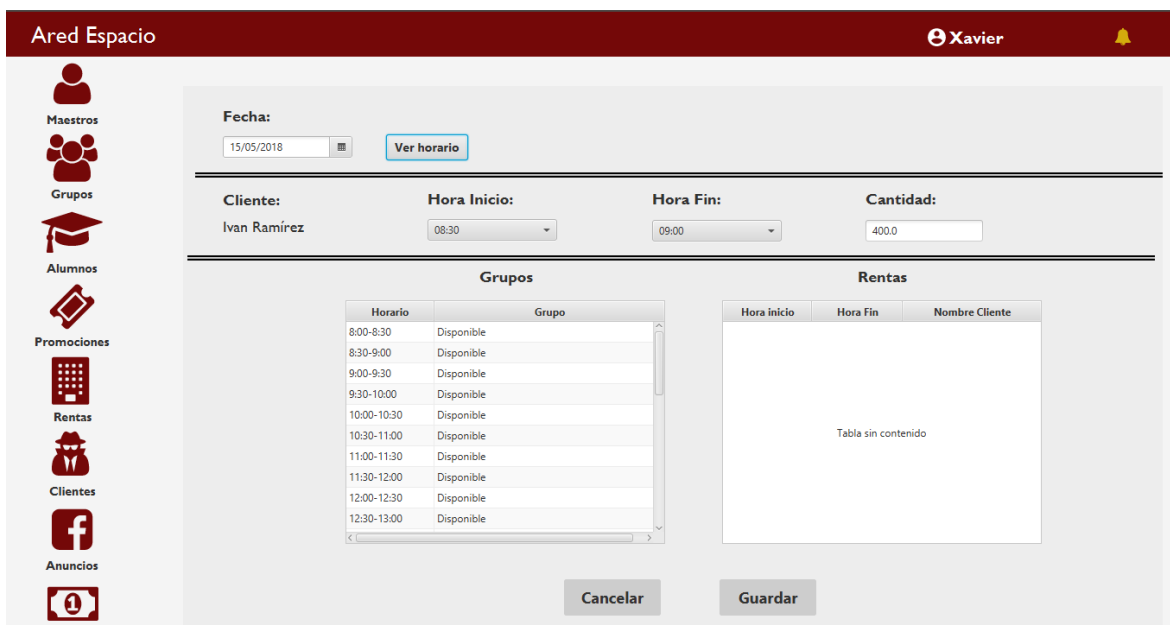 Ared Espacio
Xavier
Maestros
Grupos
Alumnos
Promociones
Rentas
Clientes
Anuncios
1
Fecha:
15/05/2018
Ver horario
Cliente: Hora Inicio: Hora Fin: Cantidad:
Ivan Ramírez 08:30 09:00 400.0
Grupos
Horario Grupo
8:00-8:30 Disponible
8:30-9:00 Disponible
9:00-9:30 Disponible
9:30-10:00 Disponible
10:00-10:30 Disponible
10:30-11:00 Disponible
11:00-11:30 Disponible
11:30-12:00 Disponible
12:00-12:30 Disponible
12:30-13:00 Disponible
Rentas
Hora inicio Hora Fin Nombre Cliente
Tabla sin contenido
Cancelar Guardar